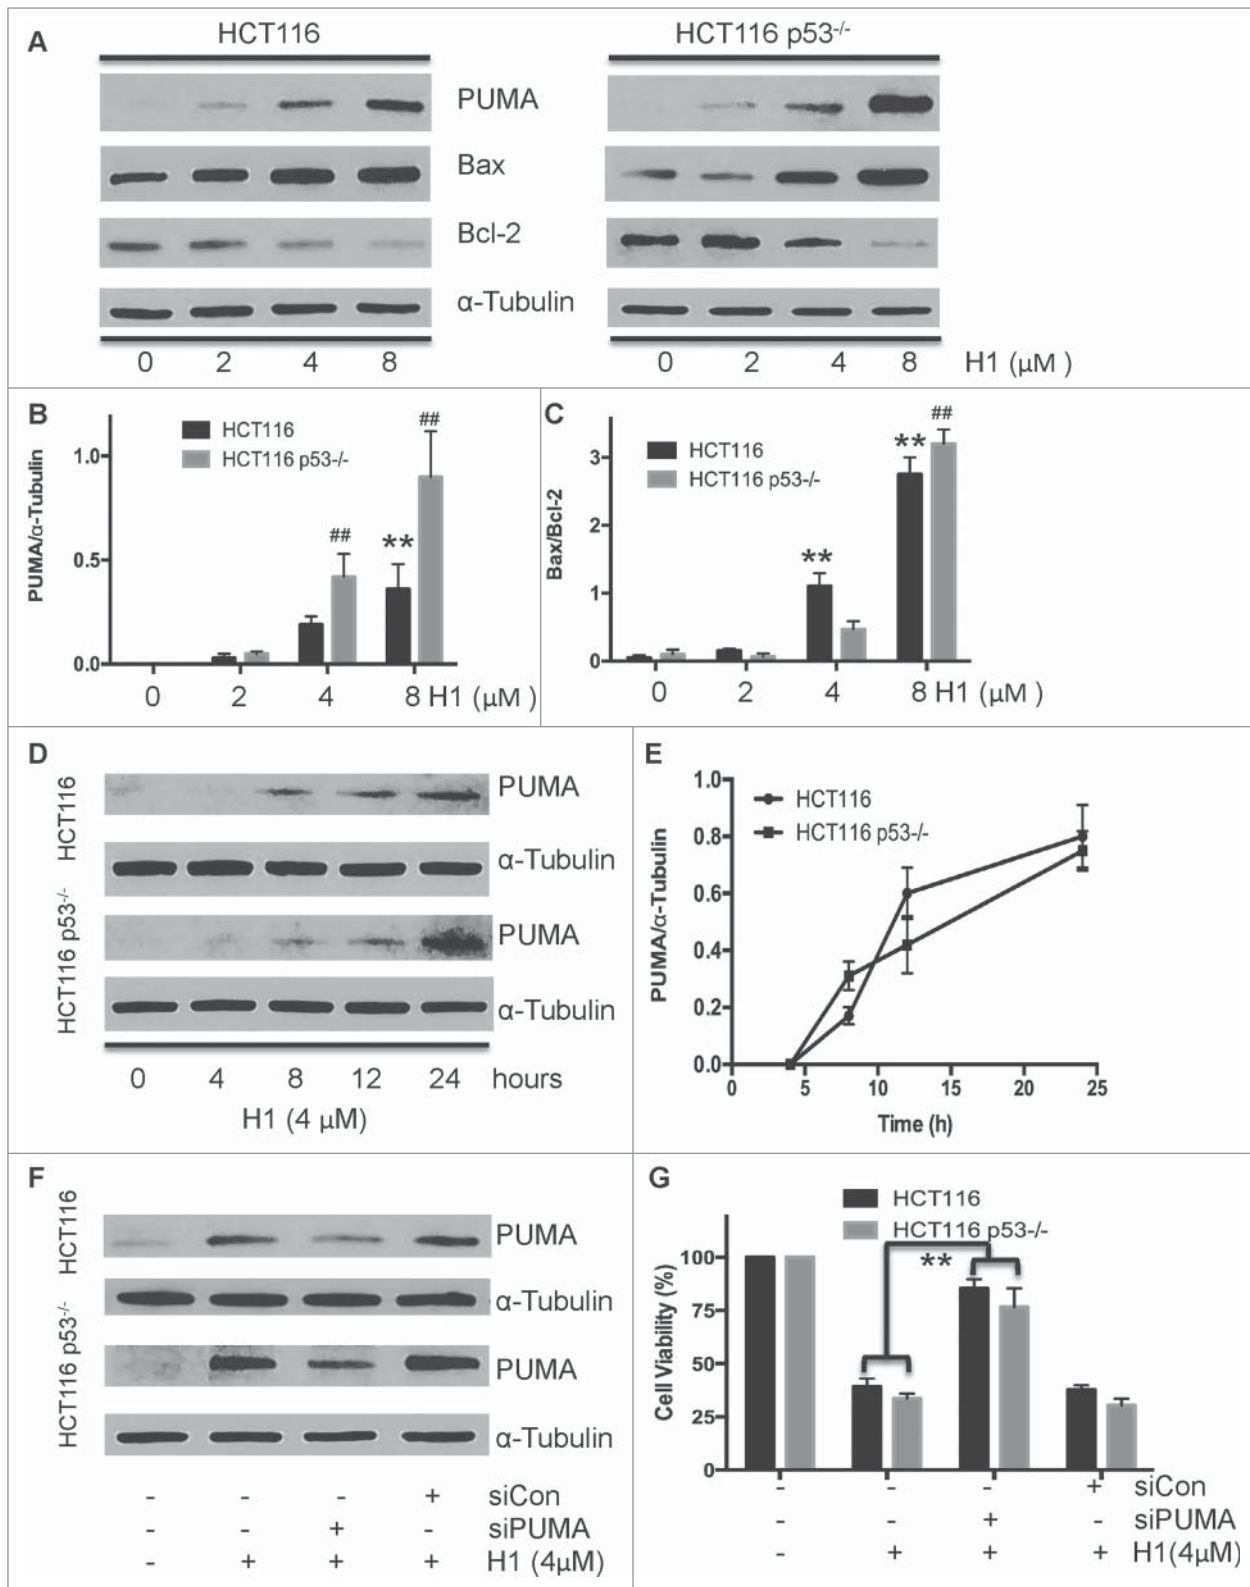 A
HCT116
HCT116 p53-/-
PUMA
Bax
Bcl-2
α-Tubulin
0 2 4 8
0 2 4 8 H1 (μM )
B
HCT116
HCT116 p53-/-
PUMA/α-Tubulin
1.0
0.5
0.0
##
**
##
0 2 4 8 H1 (μM )
C
HCT116
HCT116 p53-/-
Bax/Bcl-2
3
2
1
0
**
**
##
0 2 4 8 H1 (μM )
D
HCT116
PUMA
α-Tubulin
HCT116 p53-/-
PUMA
α-Tubulin
0 4 8 12 24 hours
H1 (4 μM)
E
HCT116
HCT116 p53-/-
PUMA/α-Tubulin
1.0
0.8
0.6
0.4
0.2
0.0
0 5 10 15 20 25
Time (h)
F
HCT116
PUMA
α-Tubulin
HCT116 p53-/-
PUMA
α-Tubulin
- - - + siCon
- - + - siPUMA
- + + + H1 (4μM)
G
HCT116
HCT116 p53-/-
**
Cell Viability (%)
100
75
50
25
0
- - - + siCon
- - + - siPUMA
- + + + H1(4μM)